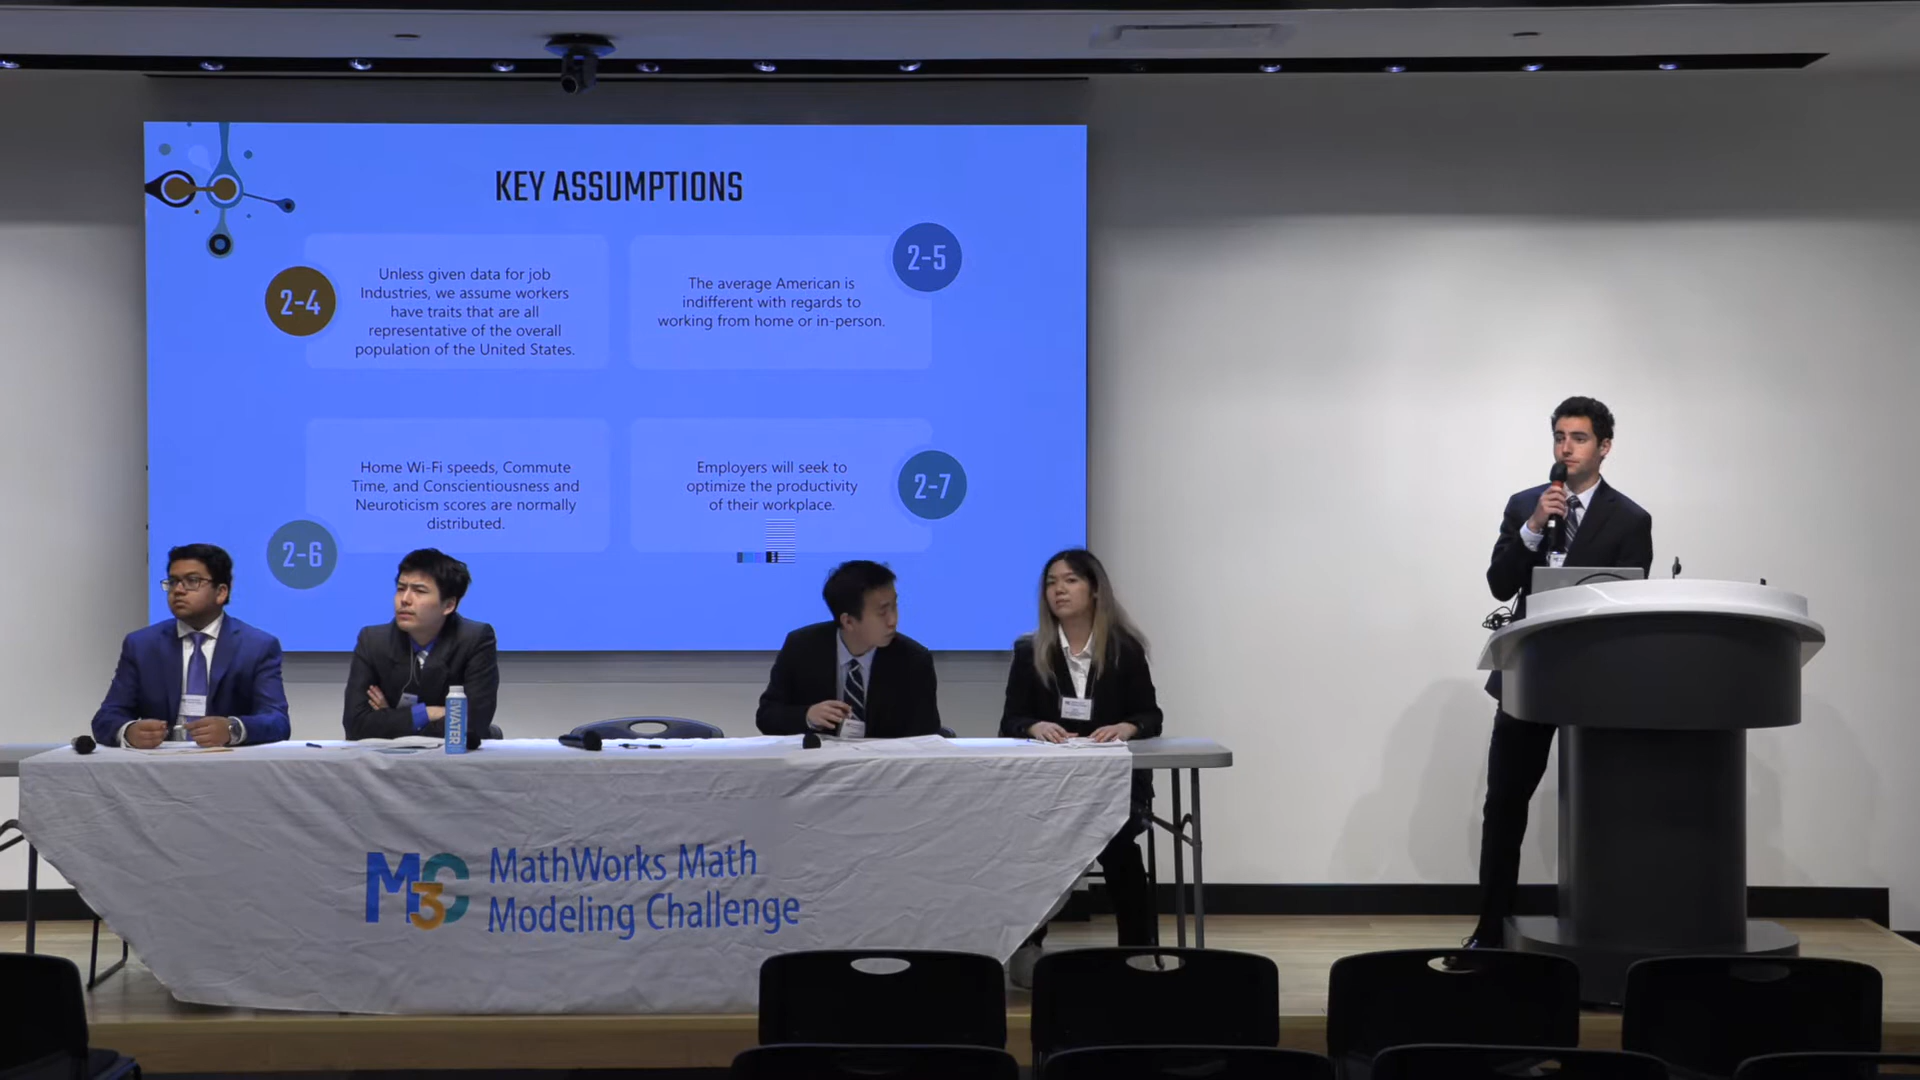 KEY ASSUMPTIONS
2-4
Unless given data for job
Industries, we assume workers
have traits that are all
representative of the overall
population of the United States.
2-5
The average American is
indifferent with regards to
working from home or in-person.
2-6
Home Wi-Fi speeds, Commute
Time, and Conscientiousness and
Neuroticism scores are normally
distributed.
2-7
Employers will seek to
optimize the productivity
of their workplace.
WATER
M3C
MathWorks Math
Modeling Challenge